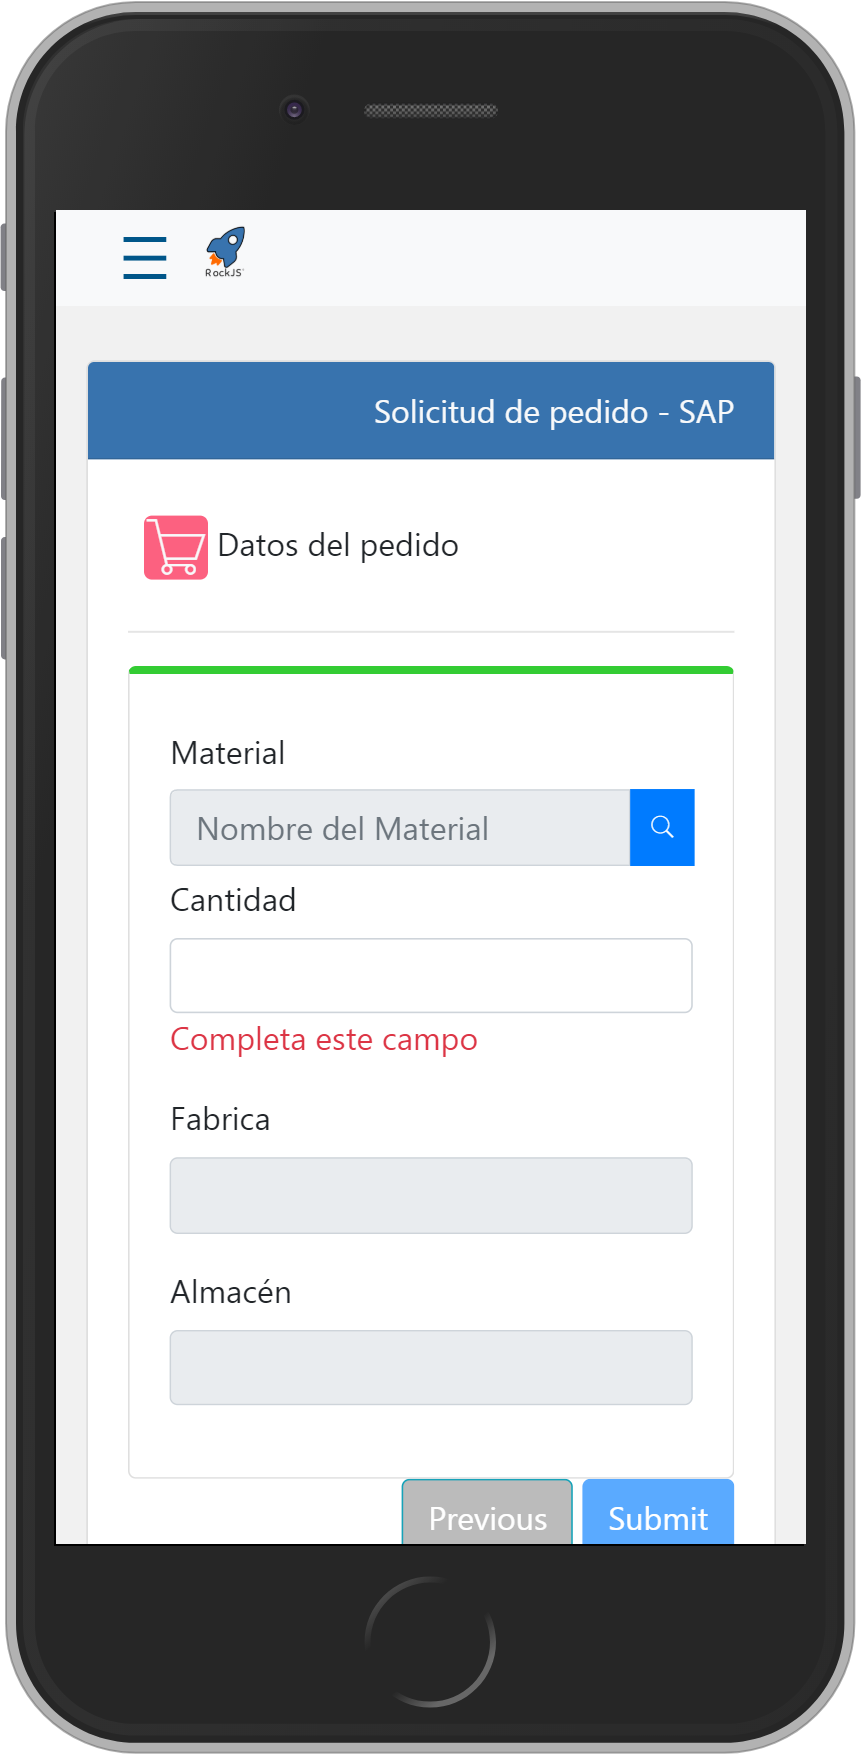 RockJS
Solicitud de pedido - SAP
Datos del pedido
Material
Nombre del Material
Cantidad
Completa este campo
Fabrica
Almacén
Previous
Submit